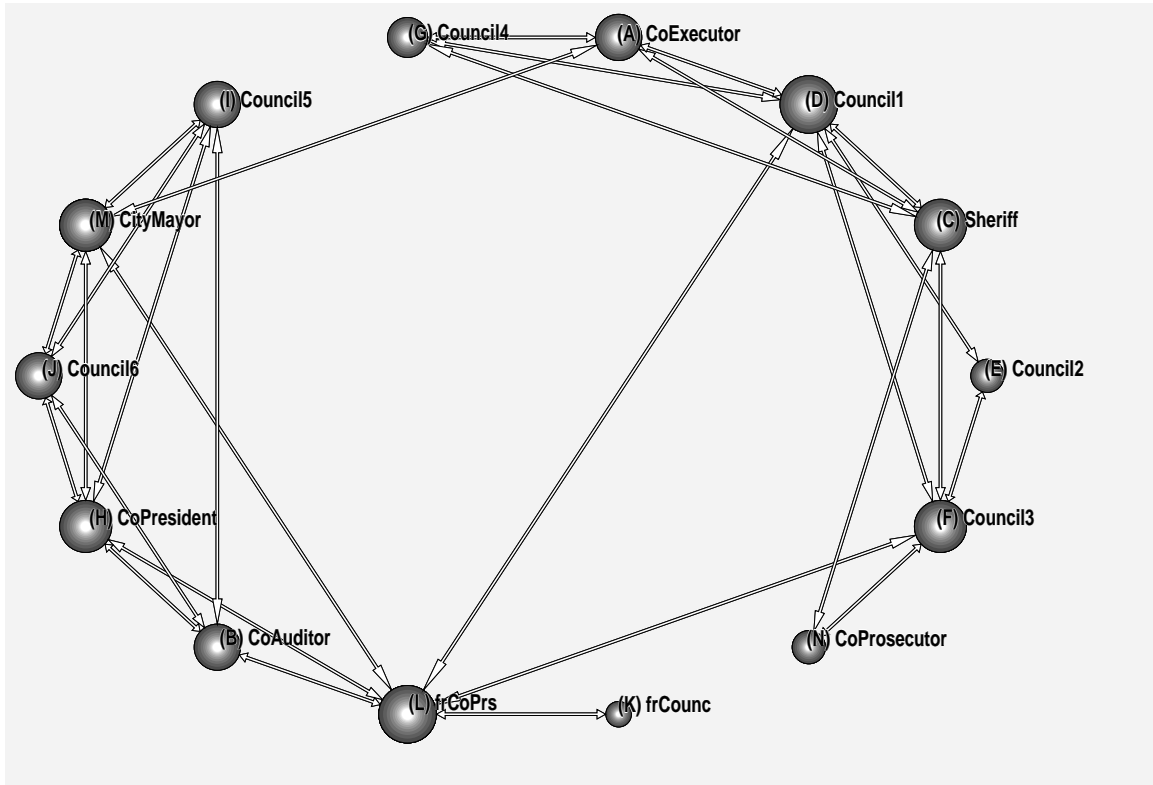 (G) Council4
(A) CoExecutor
(I) Council5
(D) Council1
(M) CityMayor
(C) Sheriff
(J) Council6
(E) Council2
(H) CoPresident
(F) Council3
(B) CoAuditor
(N) CoProsecutor
(L) frCoPrs
(K) frCounc